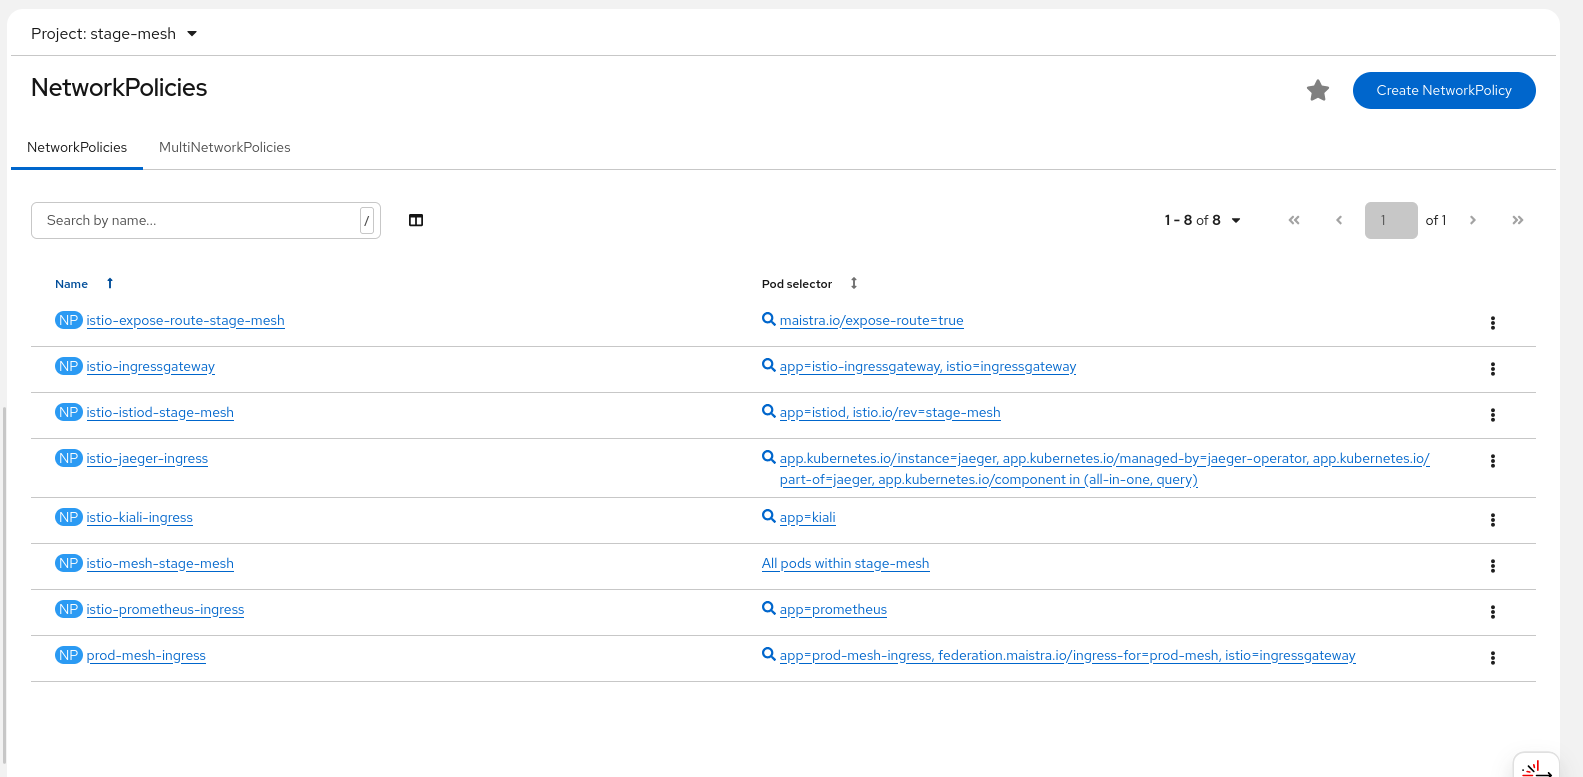 Project: stage-mesh
NetworkPolicies
Create NetworkPolicy
NetworkPolicies MultiNetworkPolicies
Search by name... /
1 - 8 of 8 1 of 1
Name Pod selector
NP istio-expose-route-stage-mesh maistra.io/expose-route=true
NP istio-ingressgateway app=istio-ingressgateway, istio=ingressgateway
NP istio-istiod-stage-mesh app=istiod, istio.io/rev=stage-mesh
NP istio-jaeger-ingress app.kubernetes.io/instance=jaeger, app.kubernetes.io/managed-by=jaeger-operator, app.kubernetes.io/
part-of=jaeger, app.kubernetes.io/component in (all-in-one, query)
NP istio-kiali-ingress app=kiali
NP istio-mesh-stage-mesh All pods within stage-mesh
NP istio-prometheus-ingress app=prometheus
NP prod-mesh-ingress app=prod-mesh-ingress, federation.maistra.io/ingress-for=prod-mesh, istio=ingressgateway